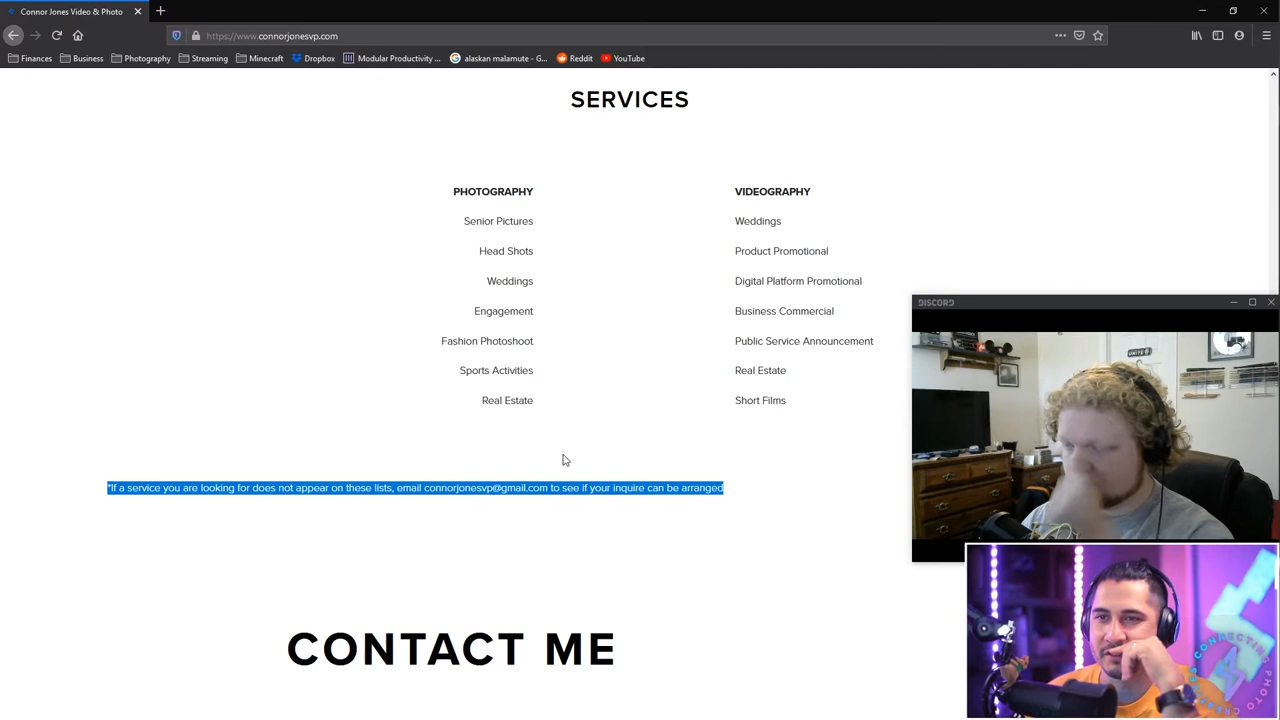 Connor Jones Video & Photo
https://www.connorjonesvp.com
Finances
Business
Photography
Streaming
Minecraft
Dropbox
Modular Productivity ...
alaskan malamute - G...
Reddit
YouTube
SERVICES
PHOTOGRAPHY
Senior Pictures
Head Shots
Weddings
Engagement
Fashion Photoshoot
Sports Activities
Real Estate
VIDEOGRAPHY
Weddings
Product Promotional
Digital Platform Promotional
Business Commercial
Public Service Announcement
Real Estate
Short Films
*If a service you are looking for does not appear on these lists, email connorjonesvp@gmail.com to see if your inquire can be arranged
CONTACT ME
DISCORD
CONNECTING PHOTO